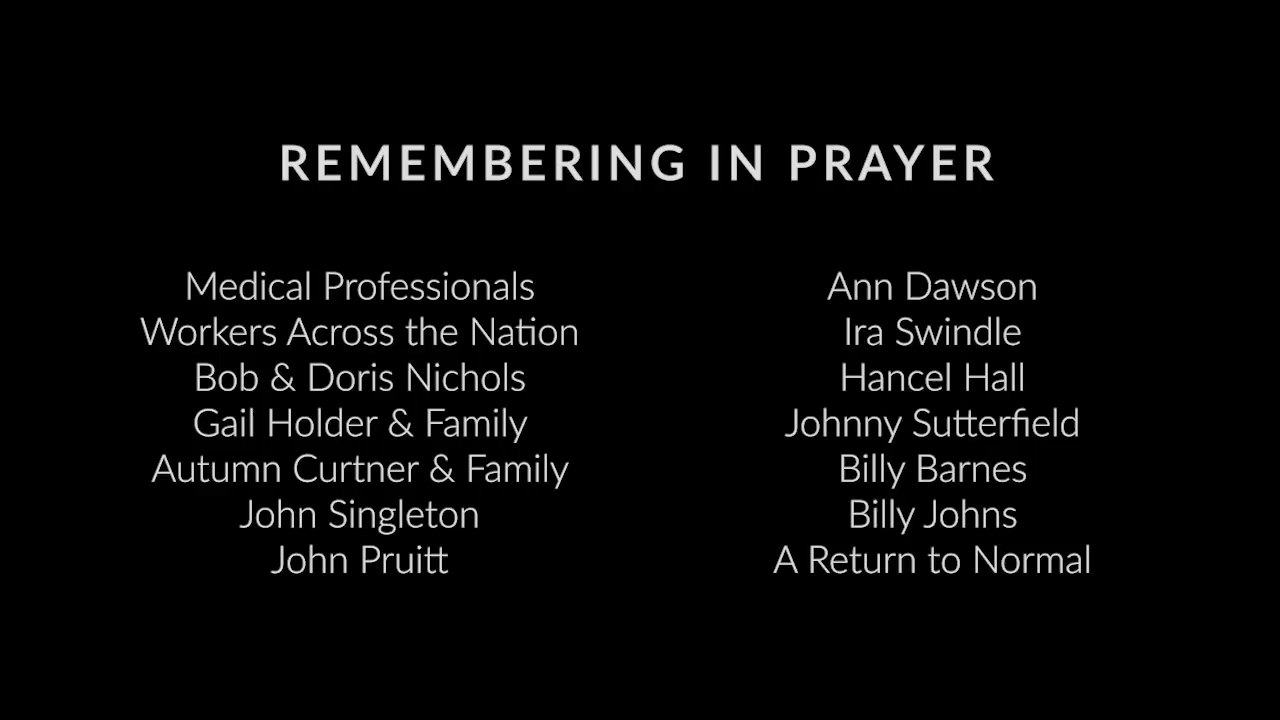 REMEMBERING IN PRAYER
Medical Professionals
Workers Across the Nation
Bob & Doris Nichols
Gail Holder & Family
Autumn Curtner & Family
John Singleton
John Pruitt
Ann Dawson
Ira Swindle
Hancel Hall
Johnny Sutterfield
Billy Barnes
Billy Johns
A Return to Normal